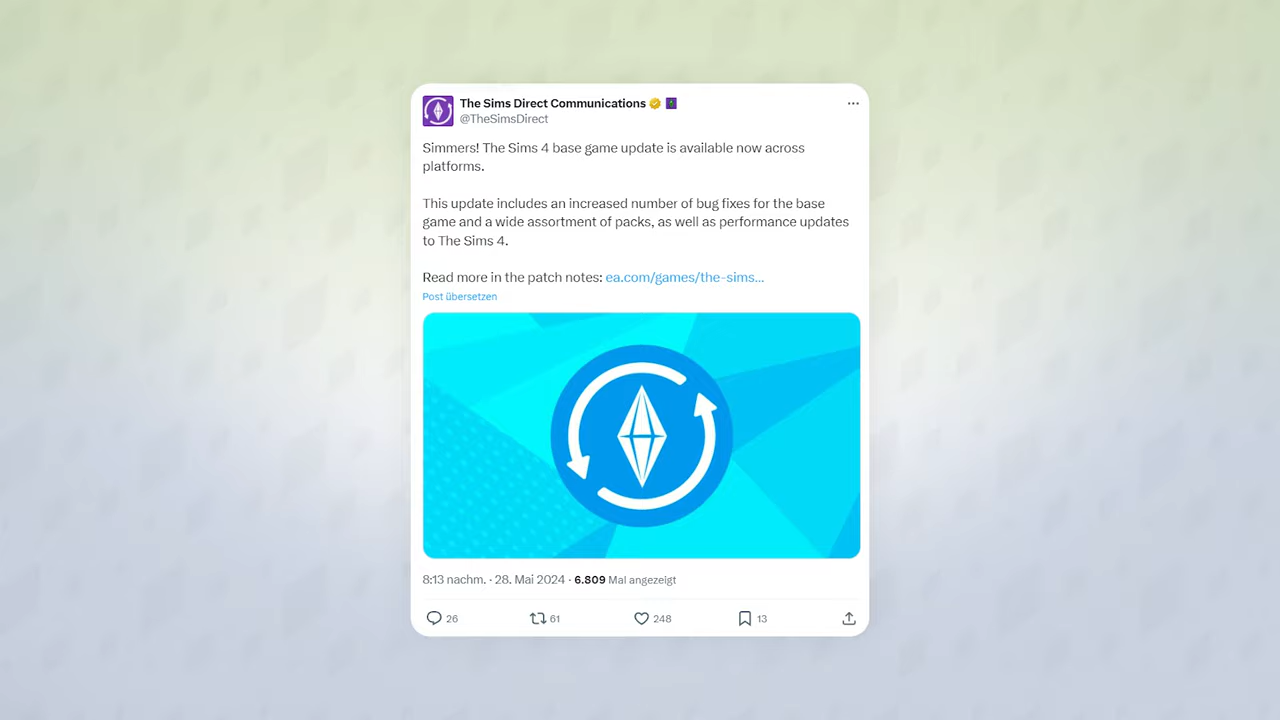 The Sims Direct Communications
@TheSimsDirect
Simmers! The Sims 4 base game update is available now across
platforms.
This update includes an increased number of bug fixes for the base
game and a wide assortment of packs, as well as performance updates
to The Sims 4.
Read more in the patch notes: ea.com/games/the-sims...
Post übersetzen
8:13 nachm. · 28. Mai 2024 · 6.809 Mal angezeigt
26 61 248 13